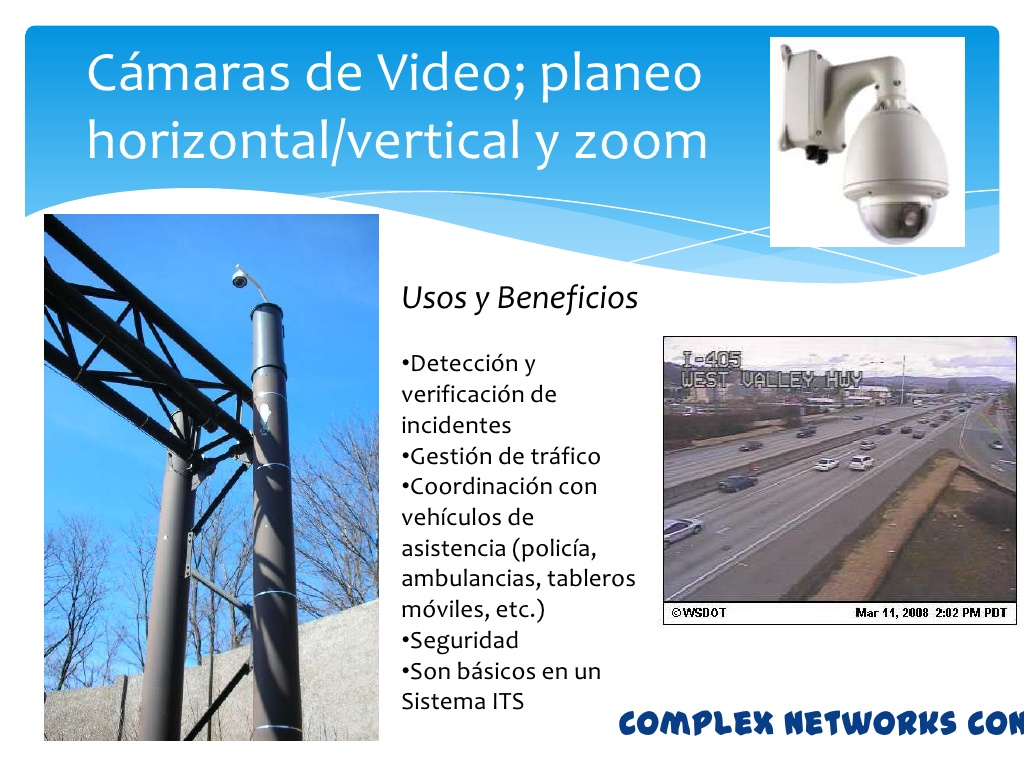 Cámaras de Video; planeo
horizontal/vertical y zoom
Usos y Beneficios
•Detección y
verificación de
incidentes
•Gestión de tráfico
•Coordinación con
vehículos de
asistencia (policía,
ambulancias, tableros
móviles, etc.)
•Seguridad
•Son básicos en un
Sistema ITS
I-405
WEST VALLEY HWY
©WSDOT Mar 11, 2008 2:02 PM PDT
COMPLEX NETWORKS CON